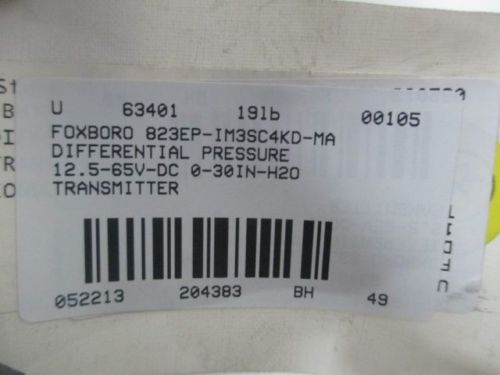 U 63401 19lb 00105
FOXBORO 823EP-IM3SC4KD-MA
DIFFERENTIAL PRESSURE
12.5-65V-DC 0-30IN-H2O
TRANSMITTER
052213 204383 BH 49